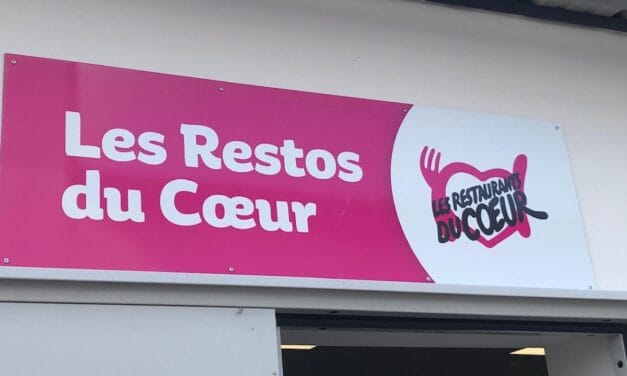 Les Restos
du Cœur
LES RESTAURANTS
DU CŒUR